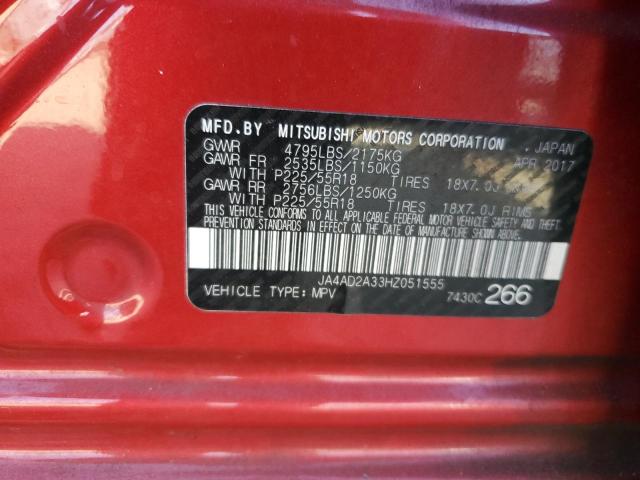 MFD.BY MITSUBISHI MOTORS CORPORATION . JAPAN
GVWR 4795LBS/2175KG APR 2017
GAWR FR 2535LBS/1150KG
WITH P225/55R18 TIRES 18X7.0J RIMS
GAWR RR 2756LBS/1250KG
WITH P225/55R18 TIRES 18X7.0J RIMS
THIS VEHICLE CONFORMS TO ALL APPLICABLE FEDERAL MOTOR VEHICLE SAFETY AND THEFT
PREVENTION STANDARDS IN EFFECT ON THE DATE OF MANUFACTURE SHOWN ABOVE.
JA4AD2A33HZ051555
VEHICLE TYPE: MPV 7430C 266